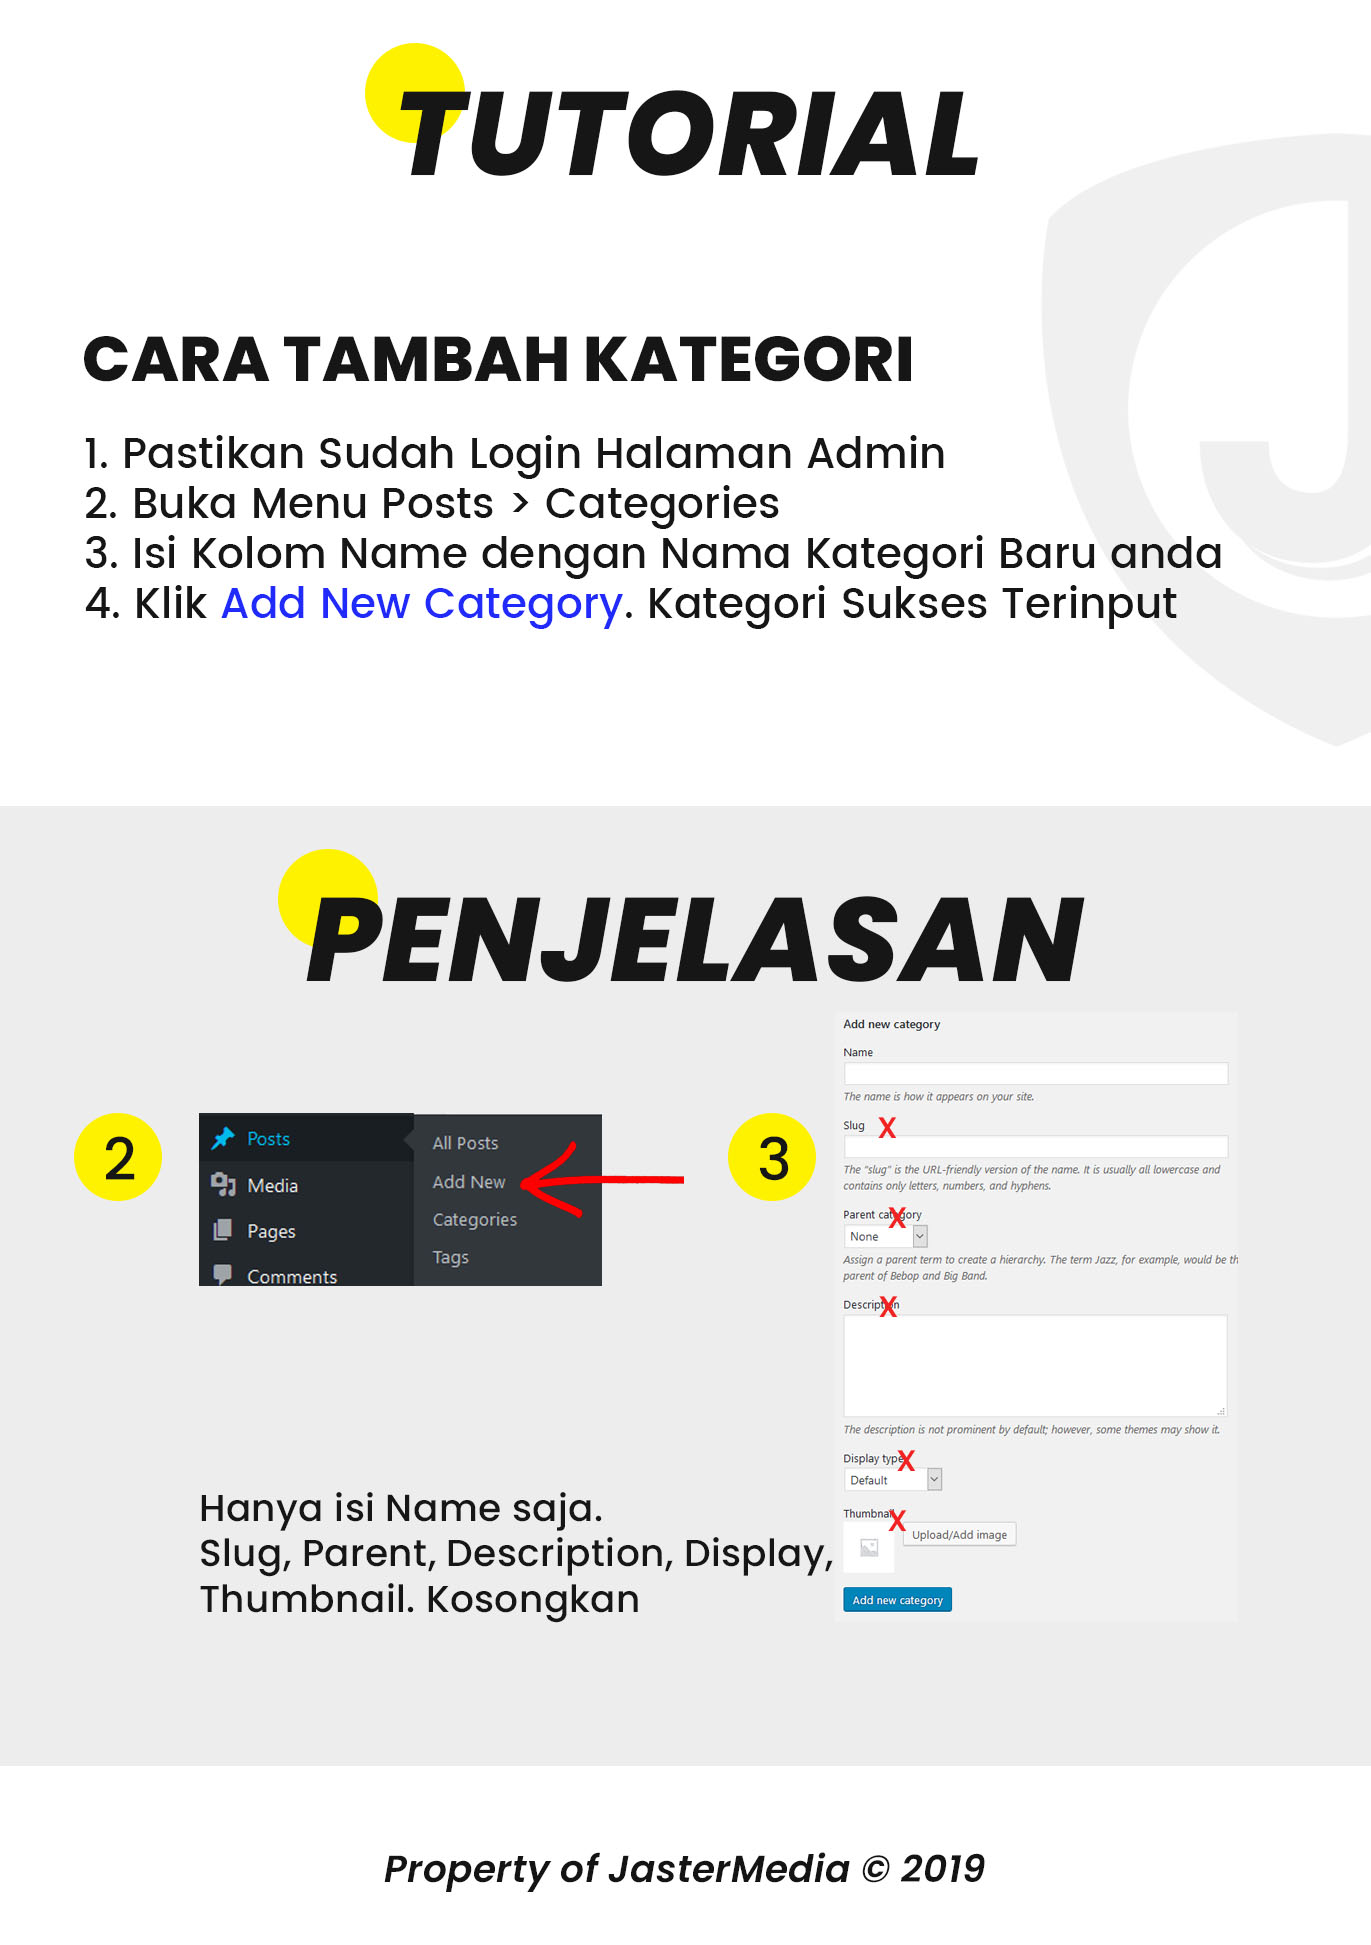 TUTORIAL
CARA TAMBAH KATEGORI
1. Pastikan Sudah Login Halaman Admin
2. Buka Menu Posts > Categories
3. Isi Kolom Name dengan Nama Kategori Baru anda
4. Klik Add New Category. Kategori Sukses Terinput
PENJELASAN
2
Posts
Media
Pages
Comments
All Posts
Add New
Categories
Tags
Hanya isi Name saja.
Slug, Parent, Description, Display,
Thumbnail. Kosongkan
3
Add new category
Name
The name is how it appears on your site.
Slug X
The "slug" is the URL-friendly version of the name. It is usually all lowercase and
contains only letters, numbers, and hyphens.
Parent category X
None
Assign a parent term to create a hierarchy. The term Jazz, for example, would be th
parent of Bebop and Big Band.
Description X
The description is not prominent by default; however, some themes may show it.
Display type X
Default
Thumbnail X
Upload/Add image
Add new category
Property of JasterMedia © 2019